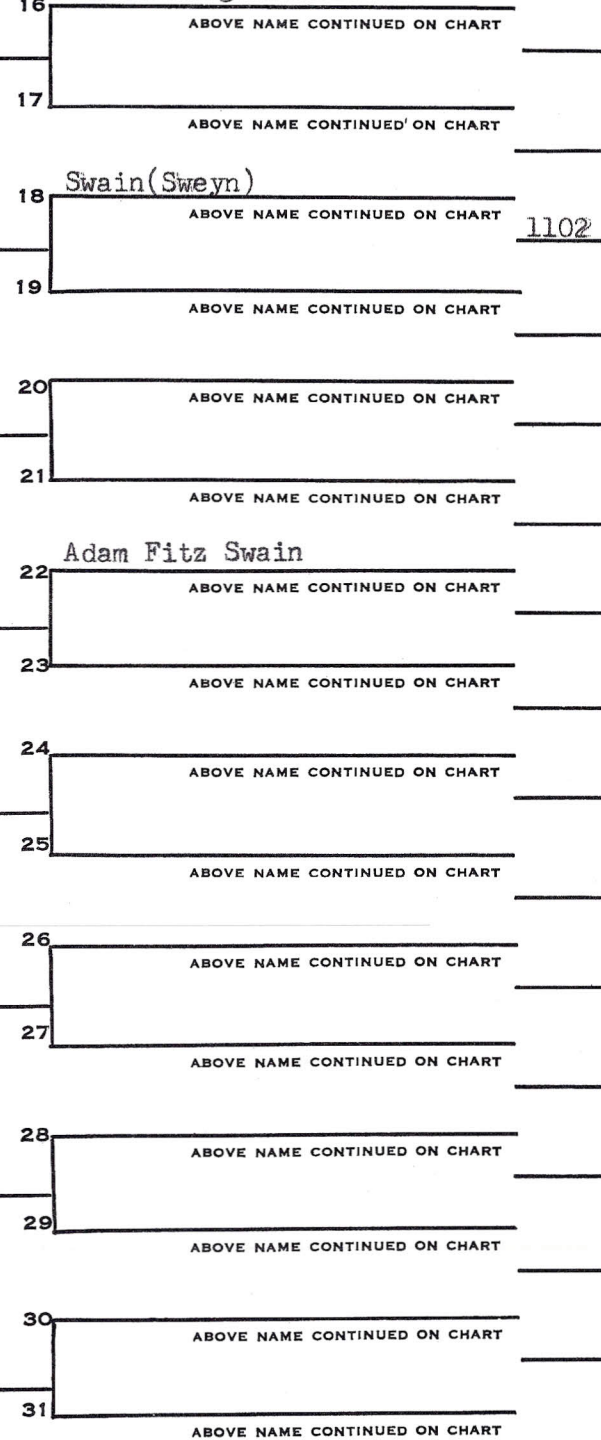 16
ABOVE NAME CONTINUED ON CHART
17
ABOVE NAME CONTINUED ON CHART
Swain(Sweyn)
18
ABOVE NAME CONTINUED ON CHART
1102
19
ABOVE NAME CONTINUED ON CHART
20
ABOVE NAME CONTINUED ON CHART
21
ABOVE NAME CONTINUED ON CHART
Adam Fitz Swain
22
ABOVE NAME CONTINUED ON CHART
23
ABOVE NAME CONTINUED ON CHART
24
ABOVE NAME CONTINUED ON CHART
25
ABOVE NAME CONTINUED ON CHART
26
ABOVE NAME CONTINUED ON CHART
27
ABOVE NAME CONTINUED ON CHART
28
ABOVE NAME CONTINUED ON CHART
29
ABOVE NAME CONTINUED ON CHART
30
ABOVE NAME CONTINUED ON CHART
31
ABOVE NAME CONTINUED ON CHART